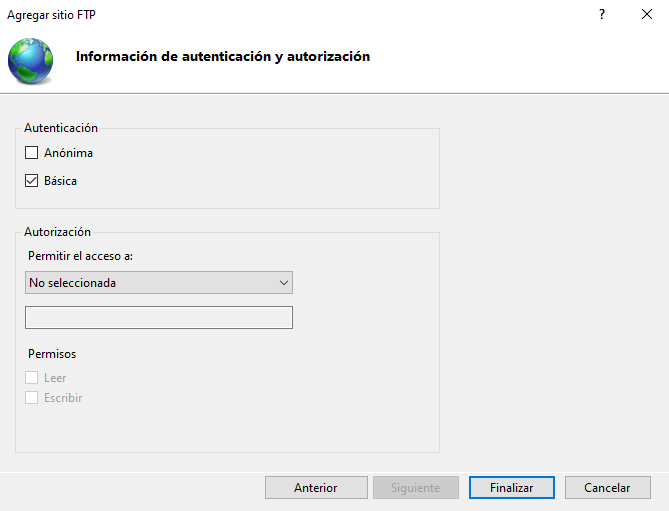 Agregar sitio FTP
?
Información de autenticación y autorización
Autenticación
Anónima
Básica
Autorización
Permitir el acceso a:
No seleccionada
Permisos
Leer
Escribir
Anterior Siguiente Finalizar Cancelar